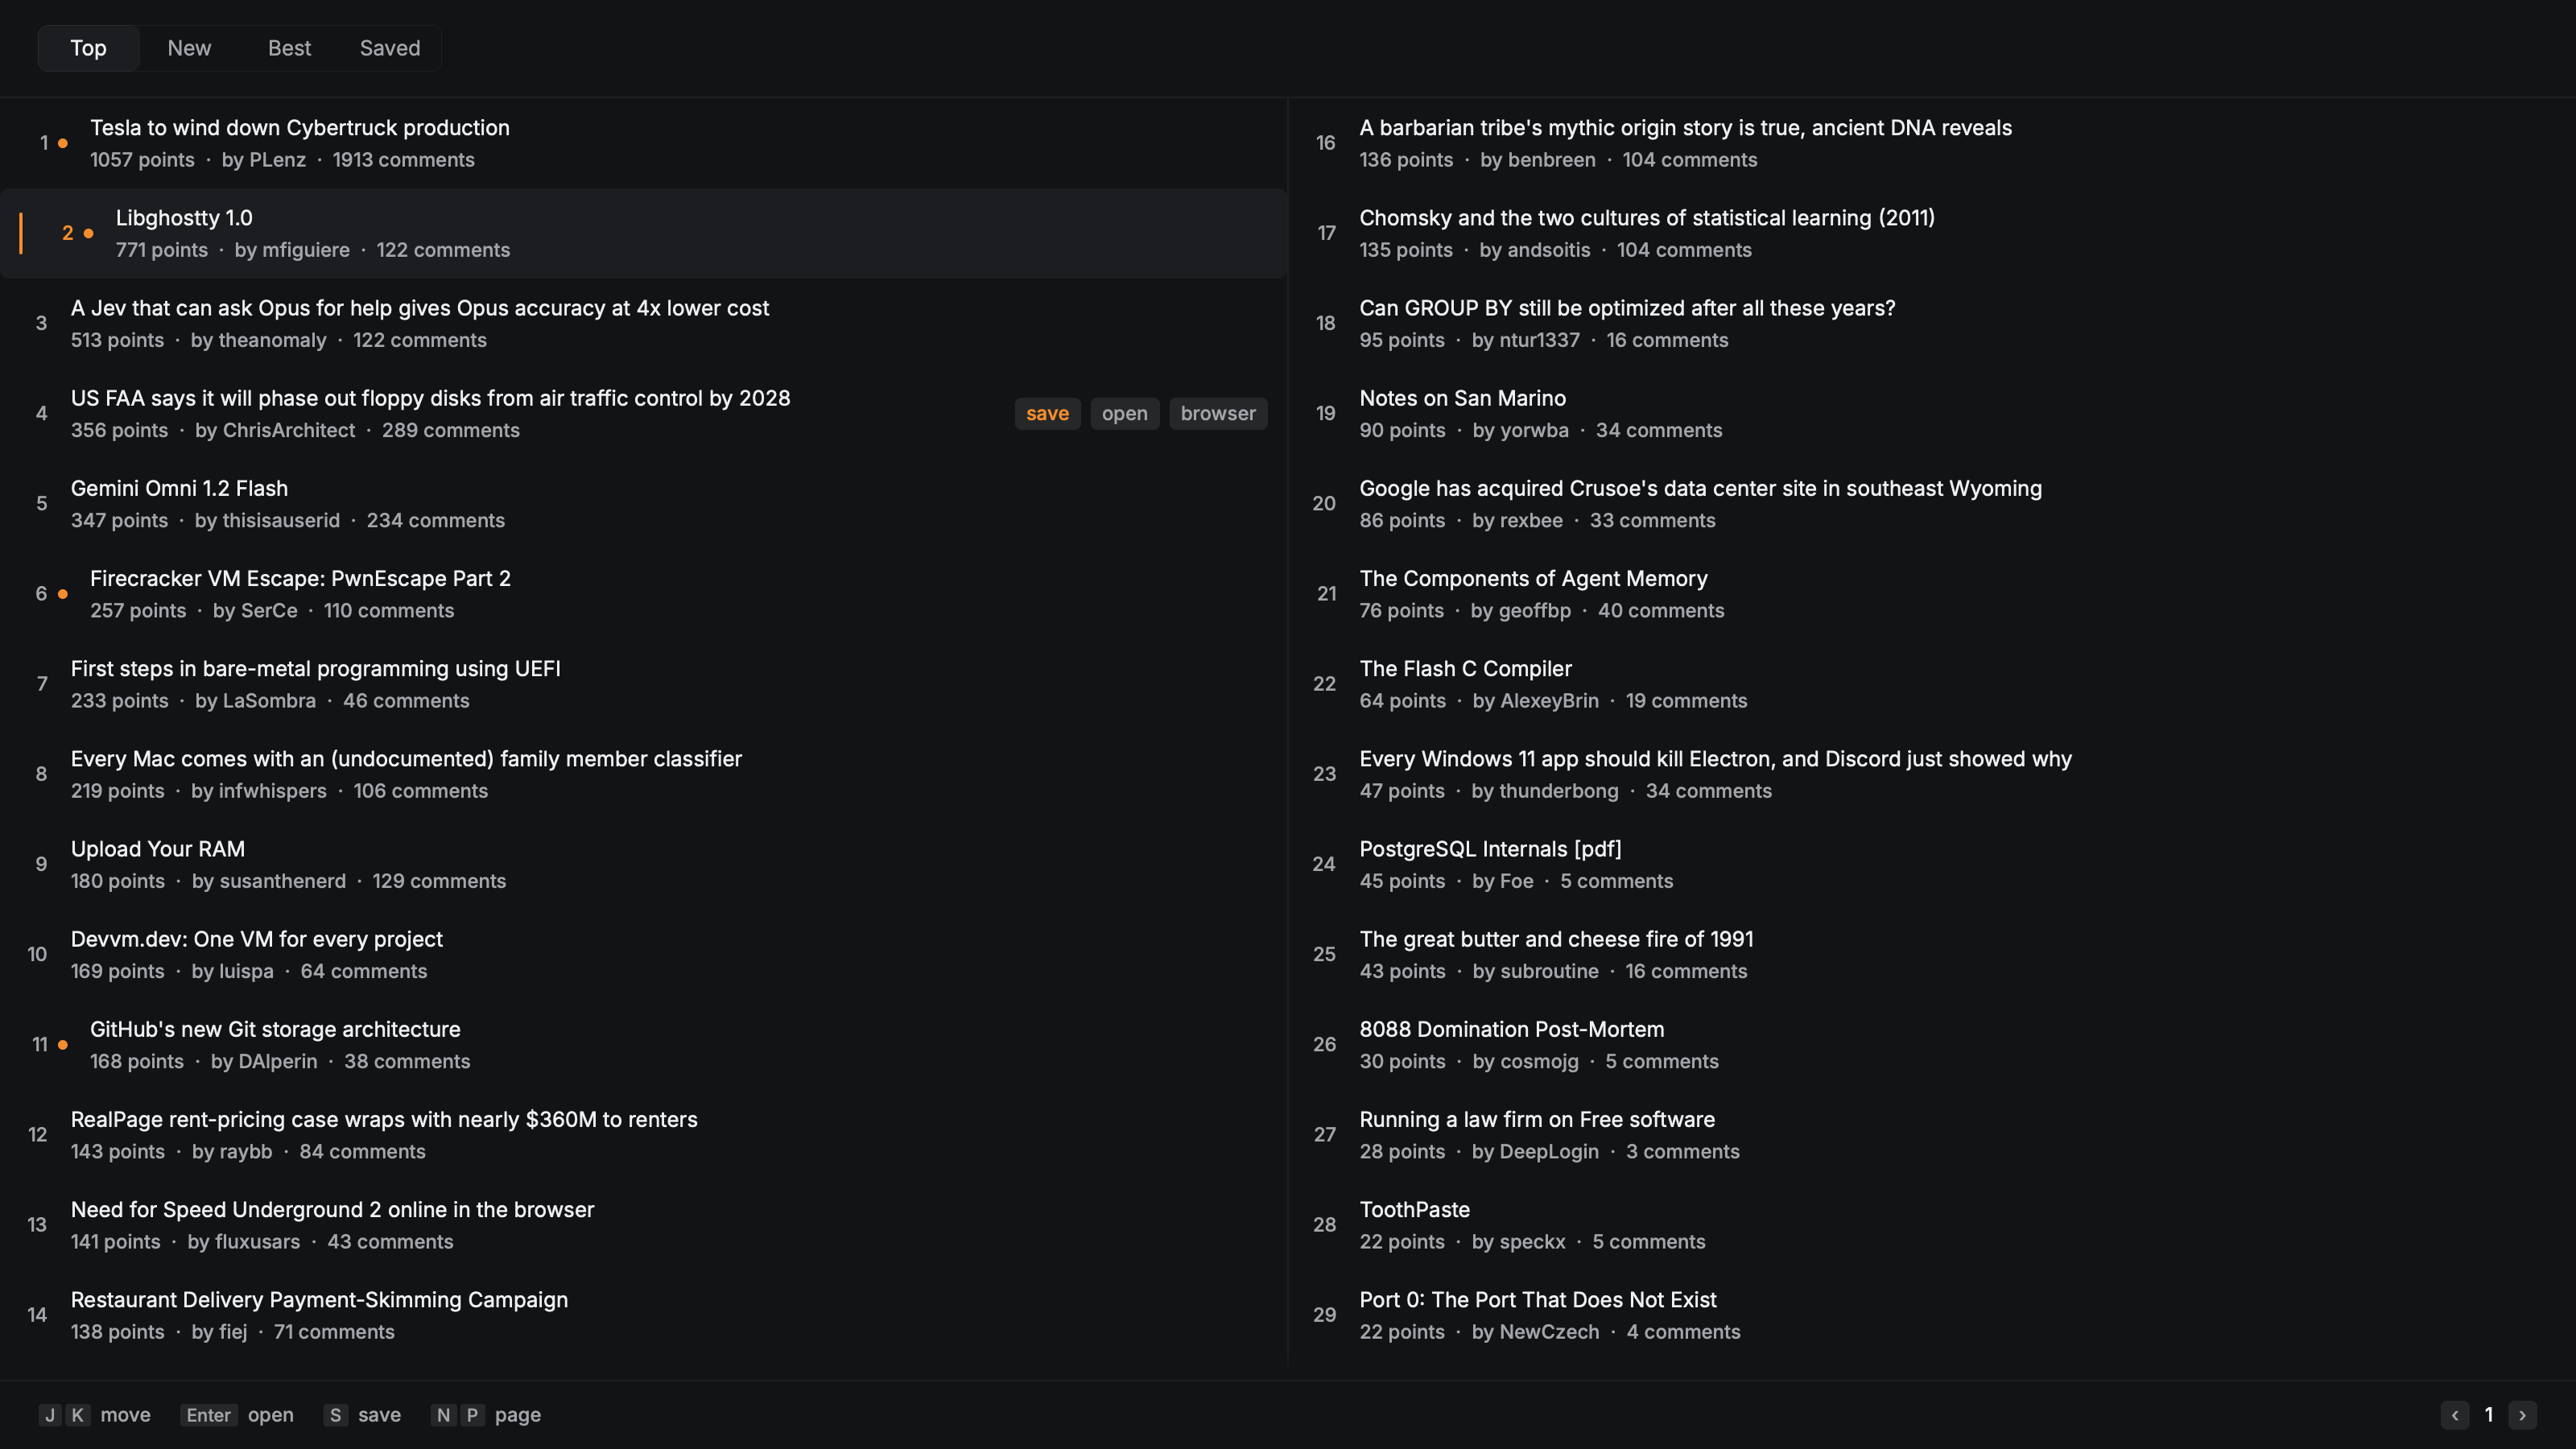 Top New Best Saved
1 Tesla to wind down Cybertruck production
1057 points · by PLenz · 1913 comments
2 Libghostty 1.0
771 points · by mfiguiere · 122 comments
3 A Jev that can ask Opus for help gives Opus accuracy at 4x lower cost
513 points · by theanomaly · 122 comments
4 US FAA says it will phase out floppy disks from air traffic control by 2028
356 points · by ChrisArchitect · 289 comments
save open browser
5 Gemini Omni 1.2 Flash
347 points · by thisisauserid · 234 comments
6 Firecracker VM Escape: PwnEscape Part 2
257 points · by SerCe · 110 comments
7 First steps in bare-metal programming using UEFI
233 points · by LaSombra · 46 comments
8 Every Mac comes with an (undocumented) family member classifier
219 points · by infwhispers · 106 comments
9 Upload Your RAM
180 points · by susanthenerd · 129 comments
10 Devvm.dev: One VM for every project
169 points · by luispa · 64 comments
11 GitHub's new Git storage architecture
168 points · by DAlperin · 38 comments
12 RealPage rent-pricing case wraps with nearly $360M to renters
143 points · by raybb · 84 comments
13 Need for Speed Underground 2 online in the browser
141 points · by fluxusars · 43 comments
14 Restaurant Delivery Payment-Skimming Campaign
138 points · by fiej · 71 comments
16 A barbarian tribe's mythic origin story is true, ancient DNA reveals
136 points · by benbreen · 104 comments
17 Chomsky and the two cultures of statistical learning (2011)
135 points · by andsoitis · 104 comments
18 Can GROUP BY still be optimized after all these years?
95 points · by ntur1337 · 16 comments
19 Notes on San Marino
90 points · by yorwba · 34 comments
20 Google has acquired Crusoe's data center site in southeast Wyoming
86 points · by rexbee · 33 comments
21 The Components of Agent Memory
76 points · by geoffbp · 40 comments
22 The Flash C Compiler
64 points · by AlexeyBrin · 19 comments
23 Every Windows 11 app should kill Electron, and Discord just showed why
47 points · by thunderbong · 34 comments
24 PostgreSQL Internals [pdf]
45 points · by Foe · 5 comments
25 The great butter and cheese fire of 1991
43 points · by subroutine · 16 comments
26 8088 Domination Post-Mortem
30 points · by cosmojg · 5 comments
27 Running a law firm on Free software
28 points · by DeepLogin · 3 comments
28 ToothPaste
22 points · by speckx · 5 comments
29 Port 0: The Port That Does Not Exist
22 points · by NewCzech · 4 comments
J K move Enter open S save N P page
‹ 1 ›